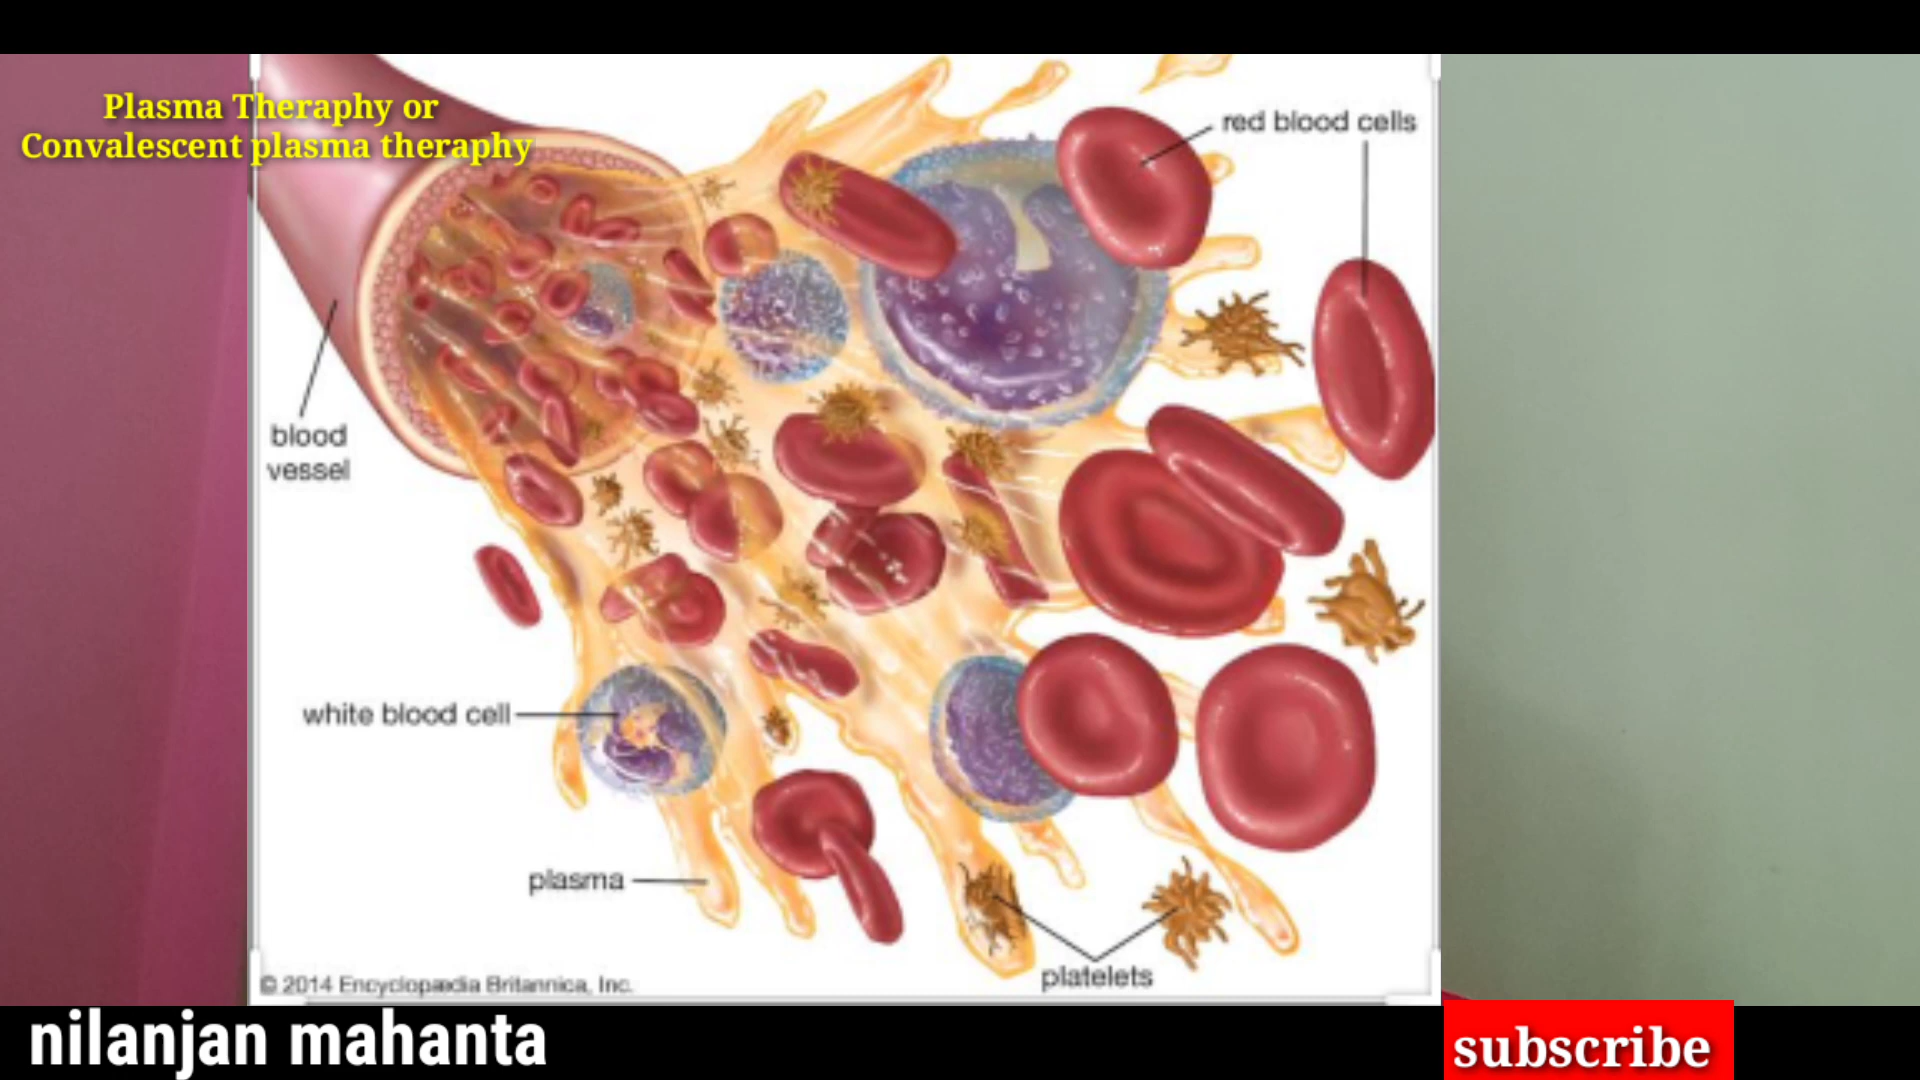 Plasma Theraphy or
Convalescent plasma theraphy
red blood cells
blood
vessel
white blood cell
plasma
platelets
© 2014 Encyclopædia Britannica, Inc.
nilanjan mahanta
subscribe